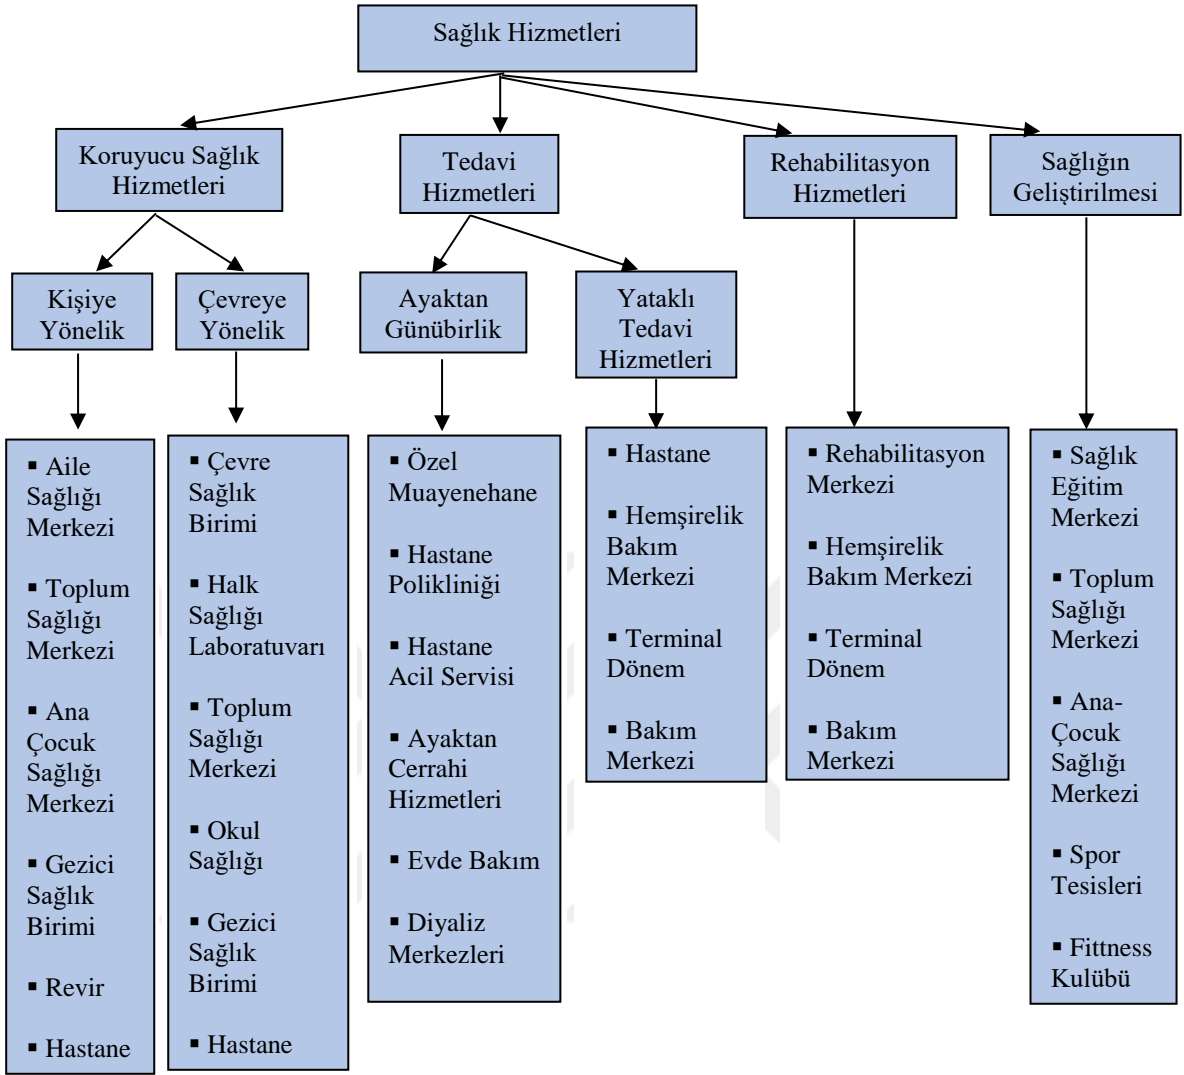 Sağlık Hizmetleri
Koruyucu Sağlık
Hizmetleri
Tedavi
Hizmetleri
Rehabilitasyon
Hizmetleri
Sağlığın
Geliştirilmesi
Kişiye
Yönelik
Çevreye
Yönelik
Ayaktan
Günübirlik
Yataklı
Tedavi
Hizmetleri
▪ Aile
Sağlığı
Merkezi
▪ Toplum
Sağlığı
Merkezi
▪ Ana
Çocuk
Sağlığı
Merkezi
▪ Gezici
Sağlık
Birimi
▪ Revir
▪ Hastane
▪ Çevre
Sağlık
Birimi
▪ Halk
Sağlığı
Laboratuvarı
▪ Toplum
Sağlığı
Merkezi
▪ Okul
Sağlığı
▪ Gezici
Sağlık
Birimi
▪ Hastane
▪ Özel
Muayenehane
▪ Hastane
Polikliniği
▪ Hastane
Acil Servisi
▪ Ayaktan
Cerrahi
Hizmetleri
▪ Evde Bakım
▪ Diyaliz
Merkezleri
▪ Hastane
▪ Hemşirelik
Bakım
Merkezi
▪ Terminal
Dönem
▪ Bakım
Merkezi
▪ Rehabilitasyon
Merkezi
▪ Hemşirelik
Bakım Merkezi
▪ Terminal
Dönem
▪ Bakım
Merkezi
▪ Sağlık
Eğitim
Merkezi
▪ Toplum
Sağlığı
Merkezi
▪ Ana-
Çocuk
Sağlığı
Merkezi
▪ Spor
Tesisleri
▪ Fittness
Kulübü